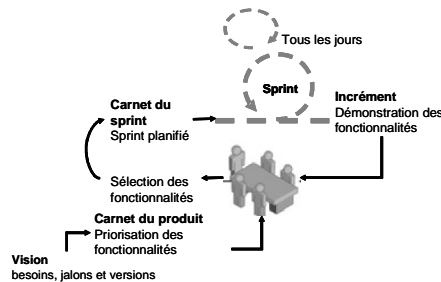 Tous les jours
Sprint
Carnet du
sprint
Sprint planifié
Incrément
Démonstration des
fonctionnalités
Sélection des
fonctionnalités
Carnet du produit
Priorisation des
fonctionnalités
Vision
besoins, jalons et versions